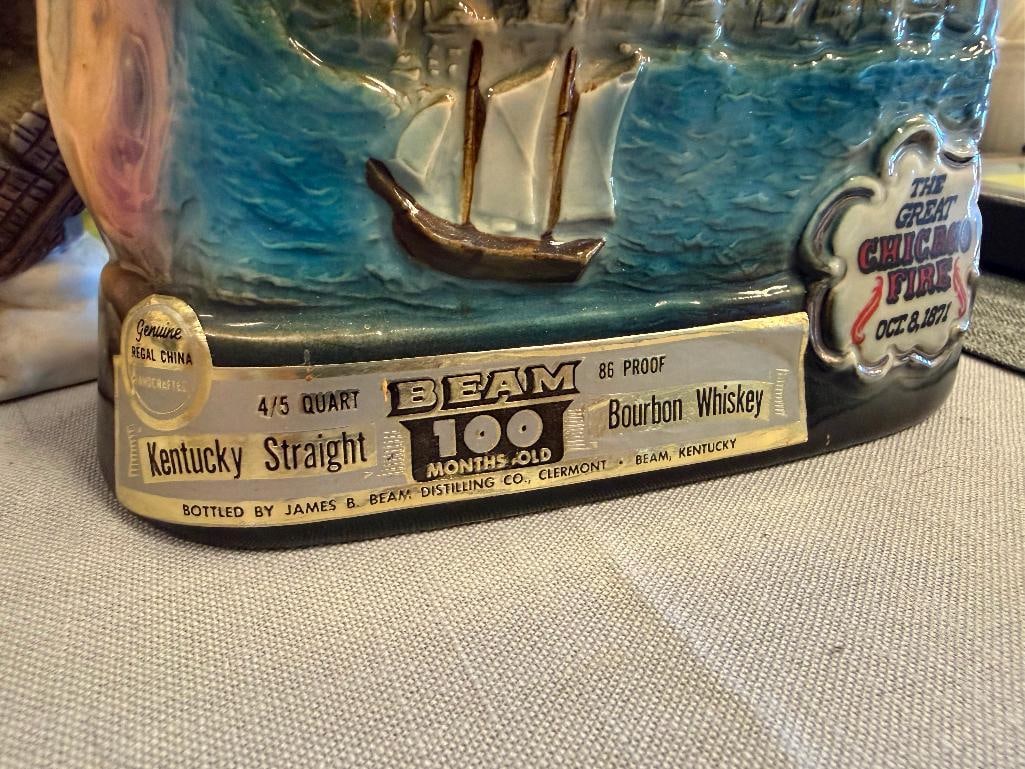 THE
GREAT
CHICAGO
FIRE
OCT. 8, 1871
Genuine
REGAL CHINA
HANDCRAFTED
4/5 QUART
BEAM
86 PROOF
Kentucky Straight
100
MONTHS OLD
Bourbon Whiskey
BOTTLED BY JAMES B. BEAM DISTILLING CO., CLERMONT • BEAM, KENTUCKY